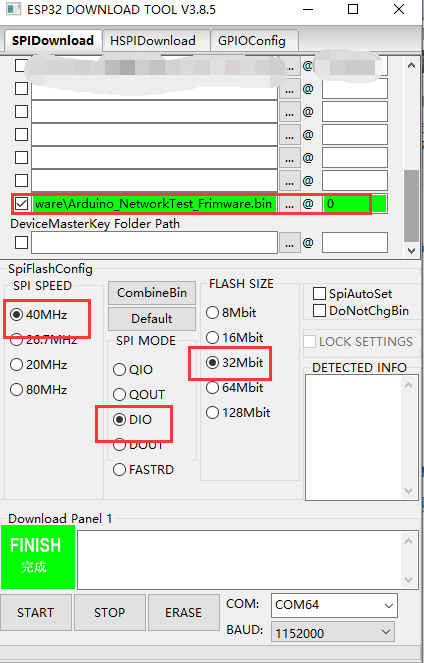 ESP32 DOWNLOAD TOOL V3.8.5
SPIDownload HSPIDownload GPIOConfig
... @
... @
... @
... @
... @
... @
ware\Arduino_NetworkTest_Frimware.bin ... @ 0
DeviceMasterKey Folder Path
... @
SpiFlashConfig
SPI SPEED
40MHz
26.7MHz
20MHz
80MHz
CombineBin
Default
SPI MODE
QIO
QOUT
DIO
DOUT
FASTRD
FLASH SIZE
8Mbit
16Mbit
32Mbit
64Mbit
128Mbit
SpiAutoSet
DoNotChgBin
LOCK SETTINGS
DETECTED INFO
Download Panel 1
FINISH
完成
START STOP ERASE
COM: COM64
BAUD: 1152000